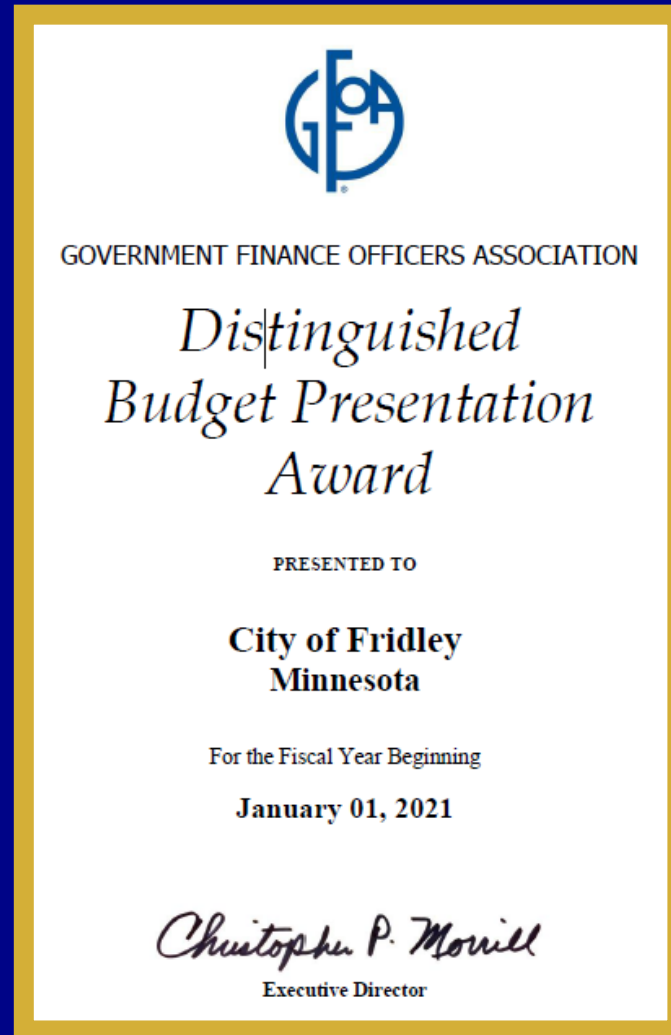 GFOA
®
GOVERNMENT FINANCE OFFICERS ASSOCIATION
Distinguished
Budget Presentation
Award
PRESENTED TO
City of Fridley
Minnesota
For the Fiscal Year Beginning
January 01, 2021
Christopher P. Morrill
Executive Director